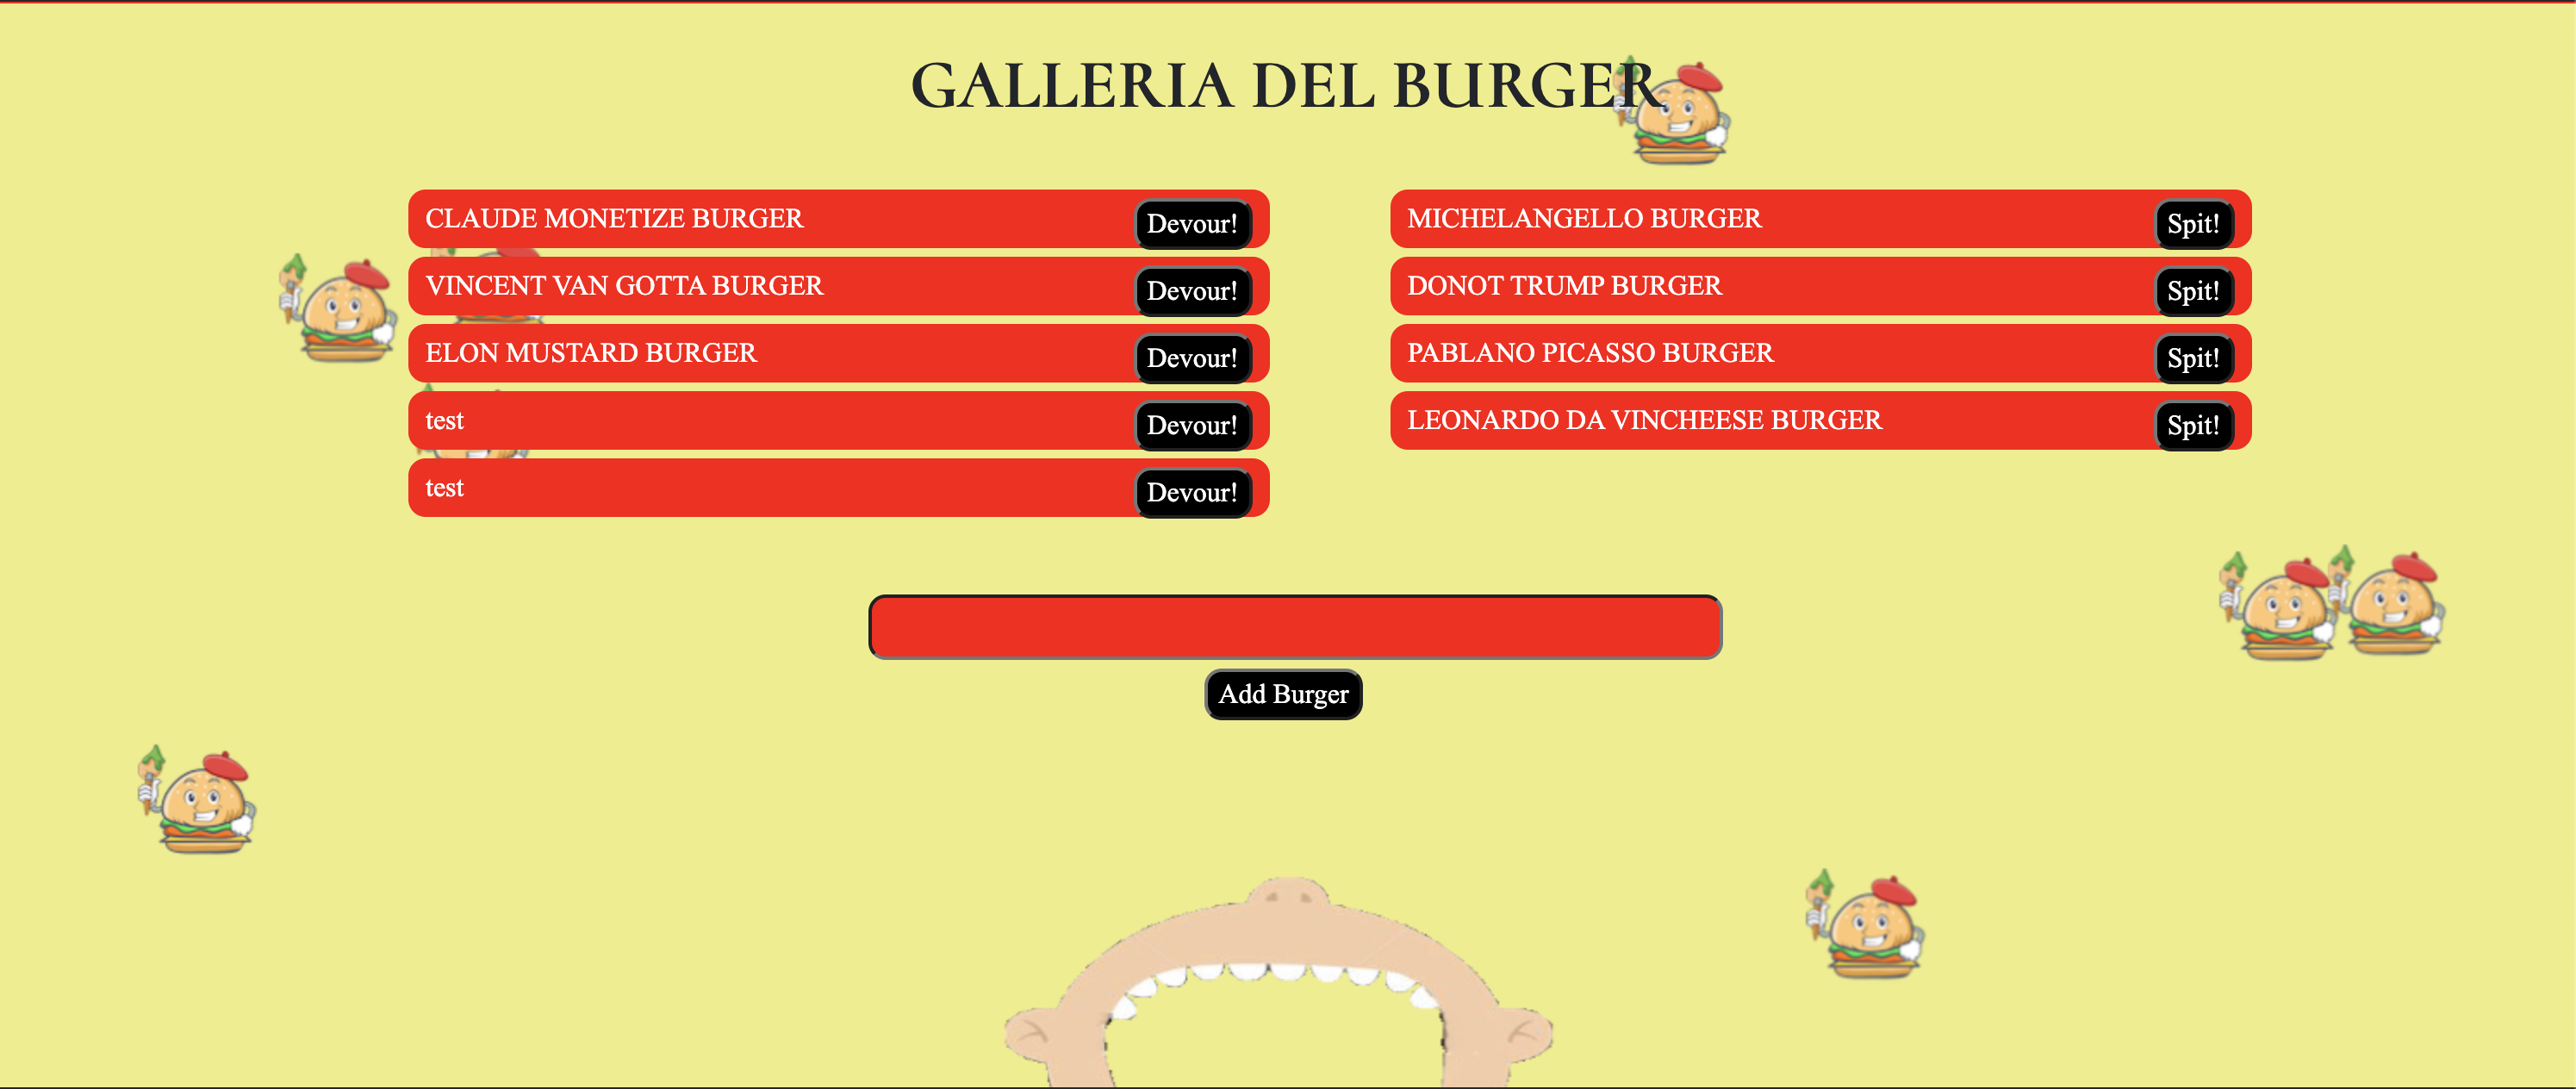 GALLERIA DEL BURGER
CLAUDE MONETIZE BURGER Devour!
VINCENT VAN GOTTA BURGER Devour!
ELON MUSTARD BURGER Devour!
test Devour!
test Devour!
MICHELANGELLO BURGER Spit!
DONOT TRUMP BURGER Spit!
PABLANO PICASSO BURGER Spit!
LEONARDO DA VINCHEESE BURGER Spit!
Add Burger